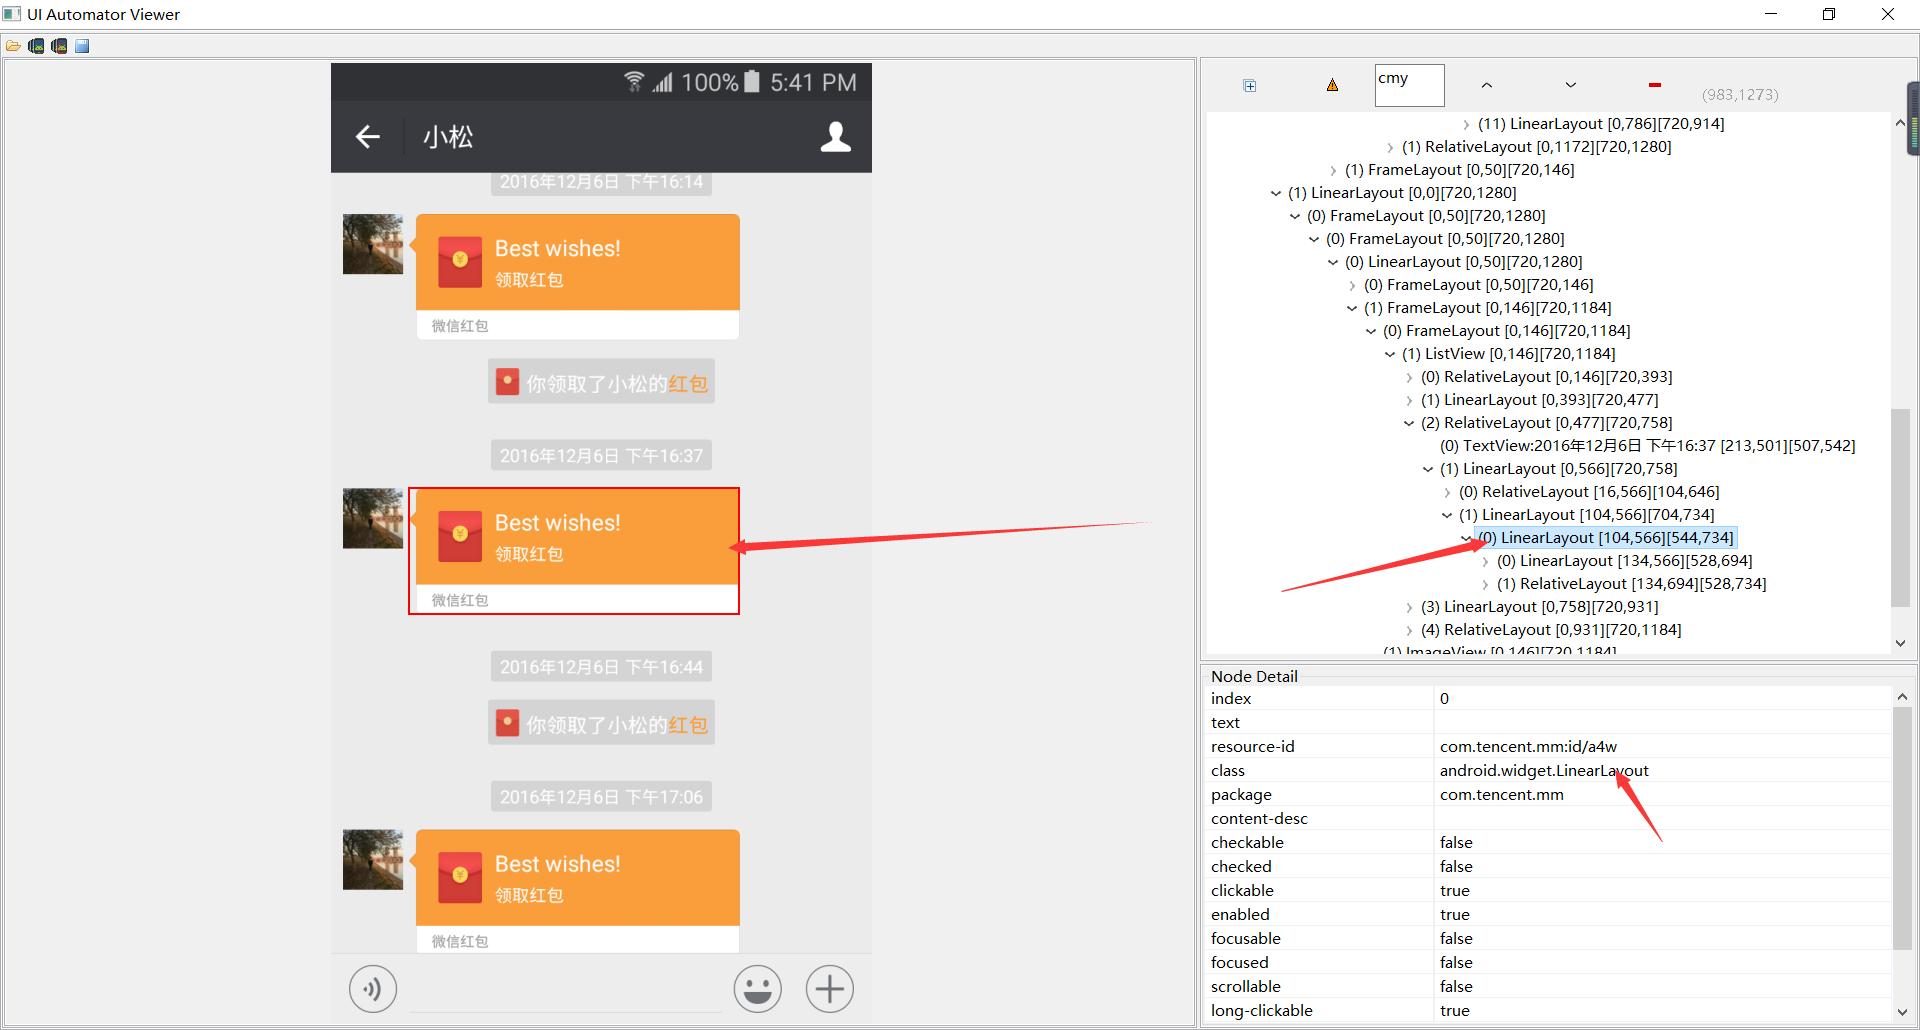 UI Automator Viewer
100% 5:41 PM
小松
2016年12月6日 下午16:14
Best wishes!
领取红包
微信红包
你领取了小松的红包
2016年12月6日 下午16:37
Best wishes!
领取红包
微信红包
2016年12月6日 下午16:44
你领取了小松的红包
2016年12月6日 下午17:06
Best wishes!
领取红包
微信红包
cmy
(983,1273)
(11) LinearLayout [0,786][720,914]
(1) RelativeLayout [0,1172][720,1280]
(1) FrameLayout [0,50][720,146]
(1) LinearLayout [0,0][720,1280]
(0) FrameLayout [0,50][720,1280]
(0) FrameLayout [0,50][720,1280]
(0) LinearLayout [0,50][720,1280]
(0) FrameLayout [0,50][720,146]
(1) FrameLayout [0,146][720,1184]
(0) FrameLayout [0,146][720,1184]
(1) ListView [0,146][720,1184]
(0) RelativeLayout [0,146][720,393]
(1) LinearLayout [0,393][720,477]
(2) RelativeLayout [0,477][720,758]
(0) TextView:2016年12月6日 下午16:37 [213,501][507,542]
(1) LinearLayout [0,566][720,758]
(0) RelativeLayout [16,566][104,646]
(1) LinearLayout [104,566][704,734]
(0) LinearLayout [104,566][544,734]
(0) LinearLayout [134,566][528,694]
(1) RelativeLayout [134,694][528,734]
(3) LinearLayout [0,758][720,931]
(4) RelativeLayout [0,931][720,1184]
(1) ImageView [0,146][720,1184]
Node Detail
index 0
text
resource-id com.tencent.mm:id/a4w
class android.widget.LinearLayout
package com.tencent.mm
content-desc
checkable false
checked false
clickable true
enabled true
focusable false
focused false
scrollable false
long-clickable true